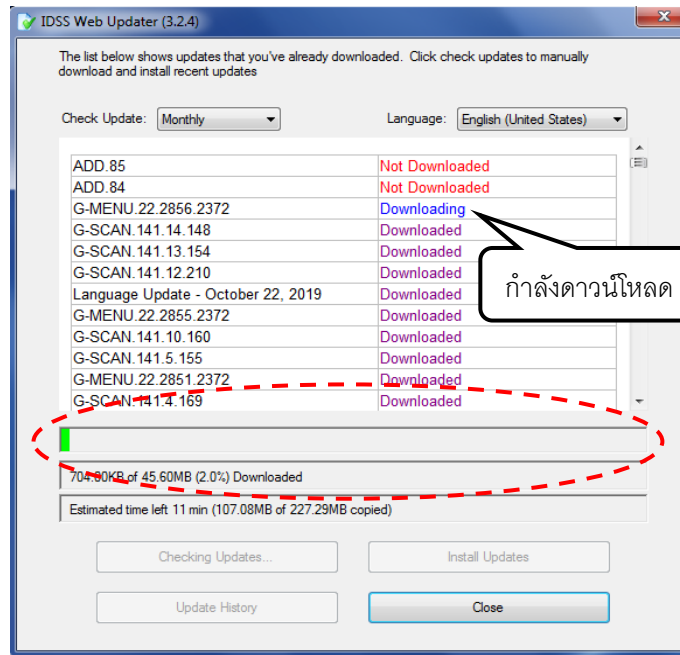 IDSS Web Updater (3.2.4)
The list below shows updates that you've already downloaded. Click check updates to manually
download and install recent updates
Check Update: Monthly Language: English (United States)
ADD.85 Not Downloaded
ADD.84 Not Downloaded
G-MENU.22.2856.2372 Downloading
G-SCAN.141.14.148 Downloaded
G-SCAN.141.13.154 Downloaded
G-SCAN.141.12.210 Downloaded
กำลังดาวน์โหลด
Language Update - October 22, 2019 Downloaded
G-MENU.22.2855.2372 Downloaded
G-SCAN.141.10.160 Downloaded
G-SCAN.141.5.155 Downloaded
G-MENU.22.2851.2372 Downloaded
G-SCAN.141.4.169 Downloaded
704.00KB of 45.60MB (2.0%) Downloaded
Estimated time left 11 min (107.08MB of 227.29MB copied)
Checking Updates... Install Updates
Update History Close